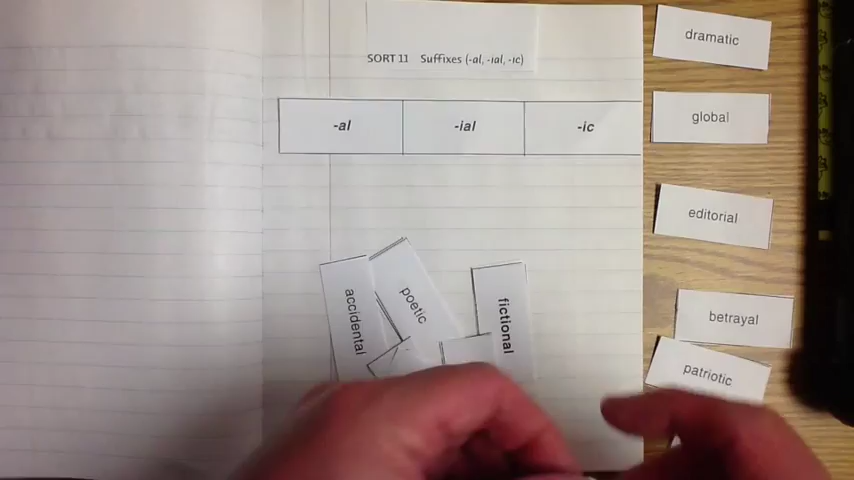 SORT 11 Suffixes (-al, -ial, -ic)
-al -ial -ic
dramatic
global
editorial
betrayal
patriotic
accidental
poetic
fictional